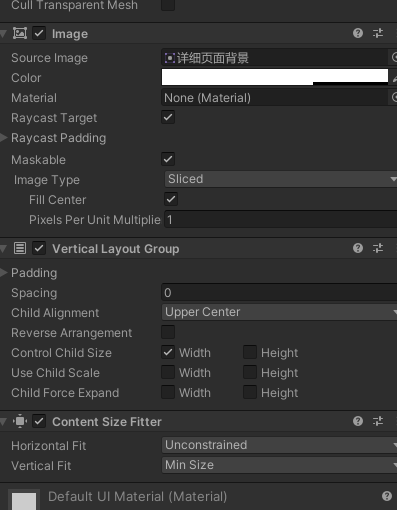 Cull Transparent Mesh
Image
Source Image 详细页面背景
Color
Material None (Material)
Raycast Target
Raycast Padding
Maskable
Image Type Sliced
Fill Center
Pixels Per Unit Multiplie 1
Vertical Layout Group
Padding
Spacing 0
Child Alignment Upper Center
Reverse Arrangement
Control Child Size Width Height
Use Child Scale Width Height
Child Force Expand Width Height
Content Size Fitter
Horizontal Fit Unconstrained
Vertical Fit Min Size
Default UI Material (Material)